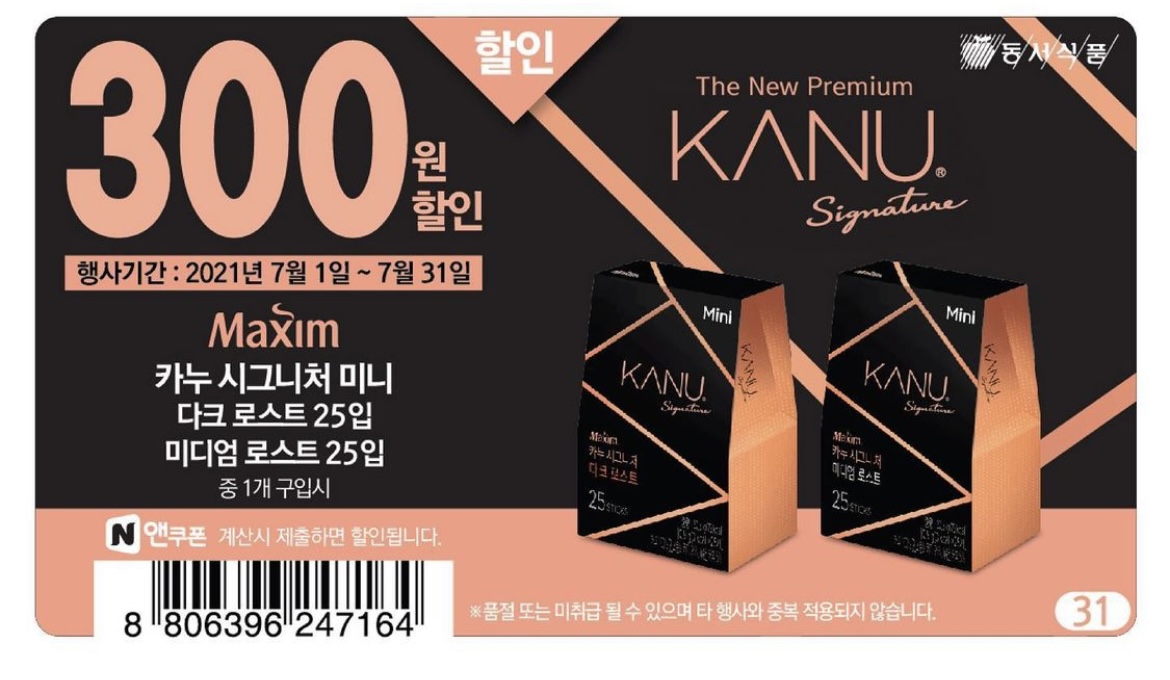 300원
할인
할인
행사기간 : 2021년 7월 1일 ~ 7월 31일
Maxim
카누 시그니처 미니
다크 로스트 25입
미디엄 로스트 25입
중 1개 구입시
N 앤쿠폰 계산시 제출하면 할인됩니다.
8 806396 247164
동서식품
The New Premium
KANU®
Signature
Mini
KANU
Signature
Maxim
카누 시그니처
다크 로스트
25 STICKS
KANU
Mini
KANU
Signature
Maxim
카누 시그니처
미디엄 로스트
25 STICKS
KANU
※품절 또는 미취급 될 수 있으며 타 행사와 중복 적용되지 않습니다.
31